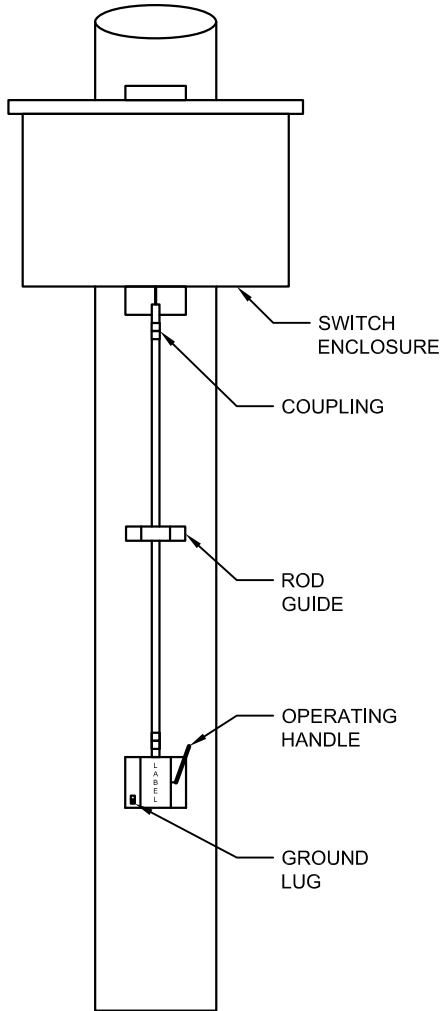 SWITCH
ENCLOSURE
COUPLING
ROD
GUIDE
OPERATING
HANDLE
LABEL
GROUND
LUG